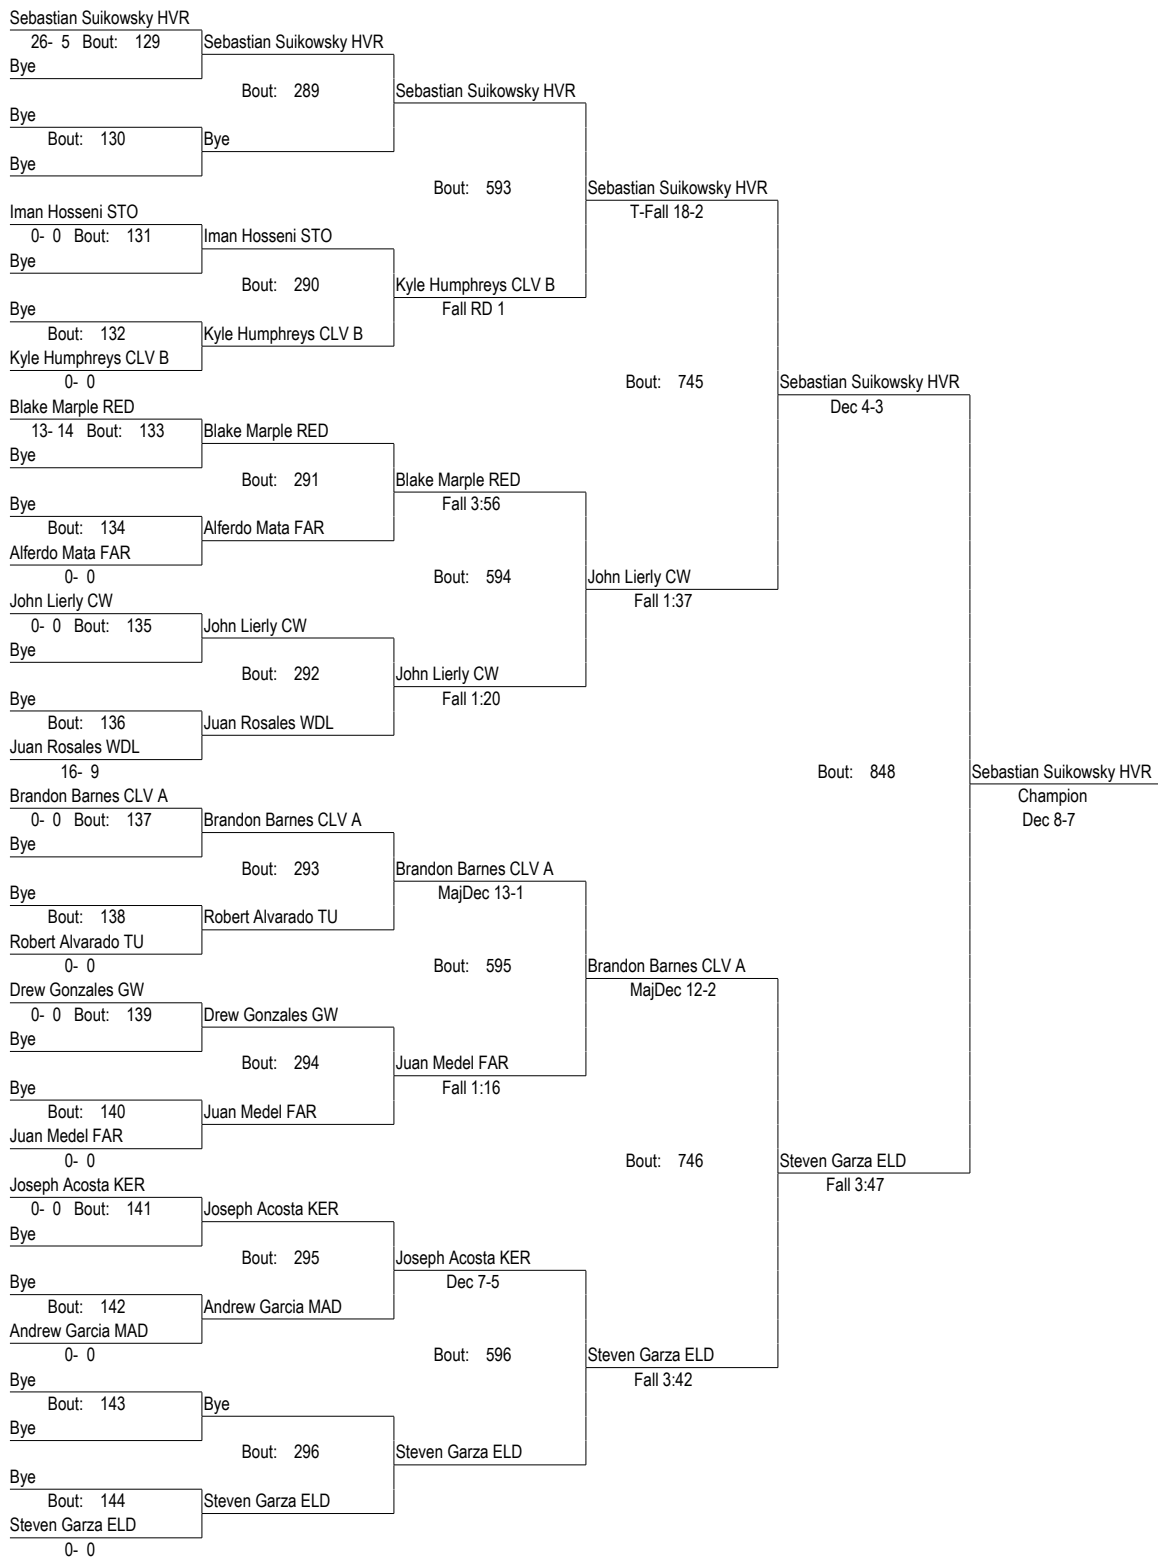 Sebastian Suikowsky HVR
26- 5 Bout: 129 Sebastian Suikowsky HVR
Bye
Bout: 289 Sebastian Suikowsky HVR
Bye
Bout: 130 Bye
Bye
Bout: 593 Sebastian Suikowsky HVR
Iman Hosseni STO T-Fall 18-2
0- 0 Bout: 131 Iman Hosseni STO
Bye
Bout: 290 Kyle Humphreys CLV B
Bye Fall RD 1
Bout: 132 Kyle Humphreys CLV B
Kyle Humphreys CLV B
0- 0 Bout: 745 Sebastian Suikowsky HVR
Blake Marple RED Dec 4-3
13- 14 Bout: 133 Blake Marple RED
Bye
Bout: 291 Blake Marple RED
Bye Fall 3:56
Bout: 134 Alferdo Mata FAR
Alferdo Mata FAR
0- 0 Bout: 594 John Lierly CW
John Lierly CW Fall 1:37
0- 0 Bout: 135 John Lierly CW
Bye
Bout: 292 John Lierly CW
Bye Fall 1:20
Bout: 136 Juan Rosales WDL
Juan Rosales WDL
16- 9 Bout: 848 Sebastian Suikowsky HVR
Brandon Barnes CLV A Champion
0- 0 Bout: 137 Brandon Barnes CLV A Dec 8-7
Bye
Bout: 293 Brandon Barnes CLV A
Bye MajDec 13-1
Bout: 138 Robert Alvarado TU
Robert Alvarado TU
0- 0 Bout: 595 Brandon Barnes CLV A
Drew Gonzales GW MajDec 12-2
0- 0 Bout: 139 Drew Gonzales GW
Bye
Bout: 294 Juan Medel FAR
Bye Fall 1:16
Bout: 140 Juan Medel FAR
Juan Medel FAR
0- 0 Bout: 746 Steven Garza ELD
Joseph Acosta KER Fall 3:47
0- 0 Bout: 141 Joseph Acosta KER
Bye
Bout: 295 Joseph Acosta KER
Bye Dec 7-5
Bout: 142 Andrew Garcia MAD
Andrew Garcia MAD
0- 0 Bout: 596 Steven Garza ELD
Bye Fall 3:42
Bout: 143 Bye
Bye
Bout: 296 Steven Garza ELD
Bye
Bout: 144 Steven Garza ELD
Steven Garza ELD
0- 0